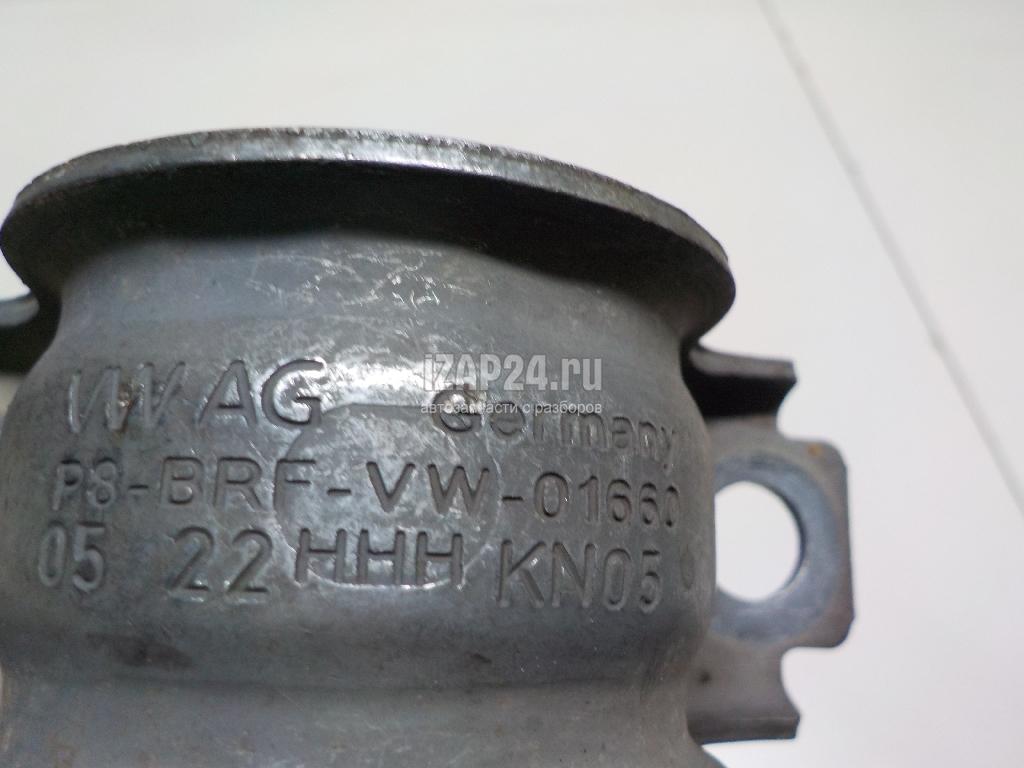 iZAP24.ru
автозапчасти с разборов
VW AG Germany
P8-BRF-VW-01660
05 22 HHH KN05